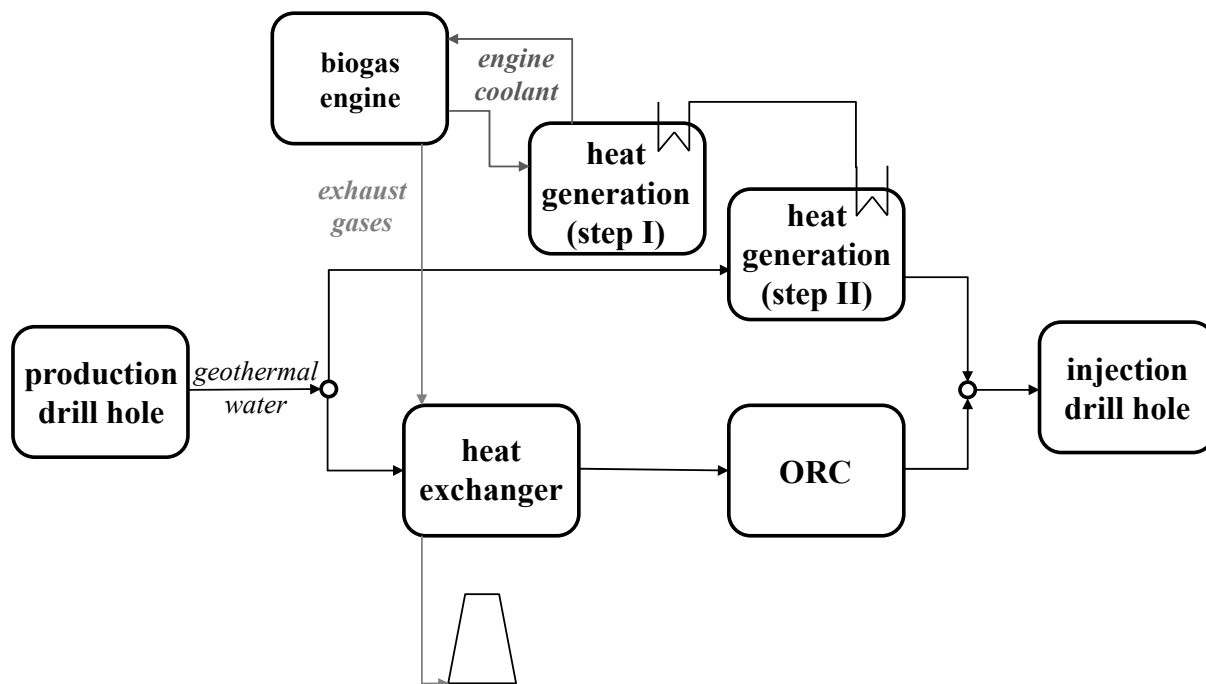 biogas
engine
engine
coolant
heat
generation
(step I)
exhaust
gases
heat
generation
(step II)
production
drill hole
geothermal
water
injection
drill hole
heat
exchanger
ORC